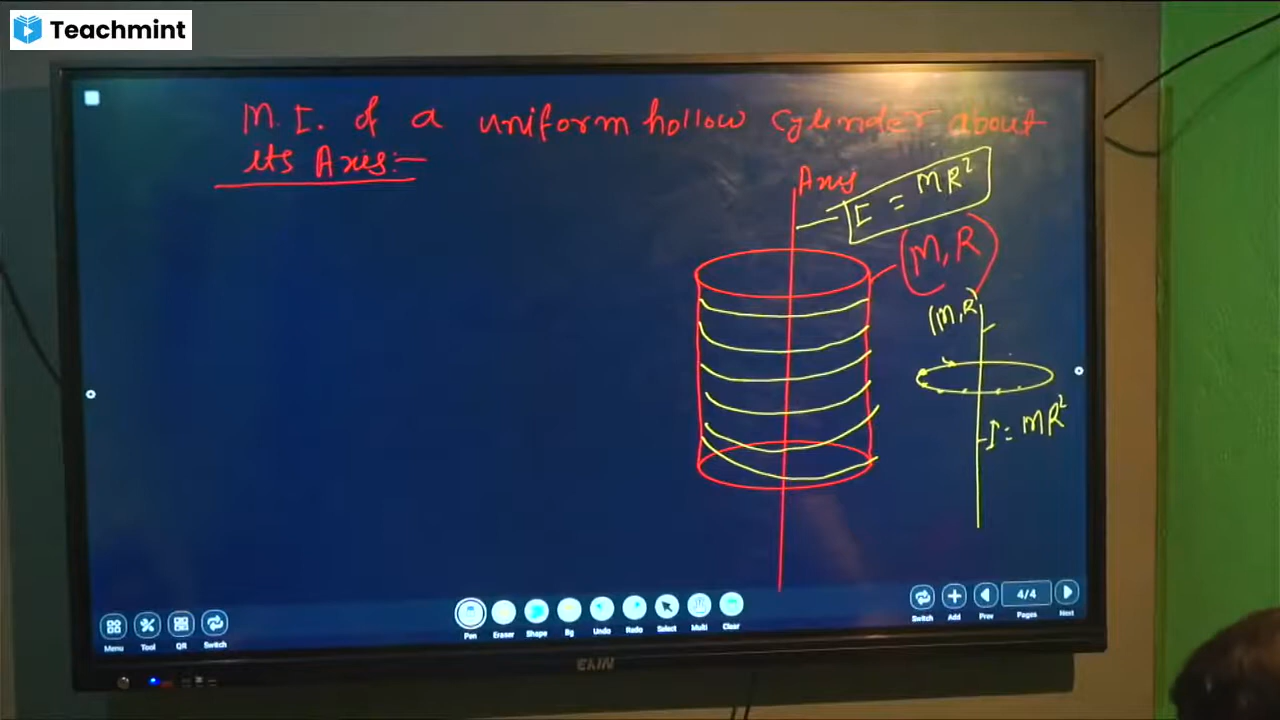 Teachmint
M. I. of a uniform hollow cylinder about
its Axis:-
Axis
I = MR²
(M, R)
(M, R)
I = MR²
Menu
Tool
QR
Switch
Pen
Eraser
Shape
Bg
Undo
Redo
Select
Multi
Clear
Switch
Add
Prev
4/4
Pages
Next